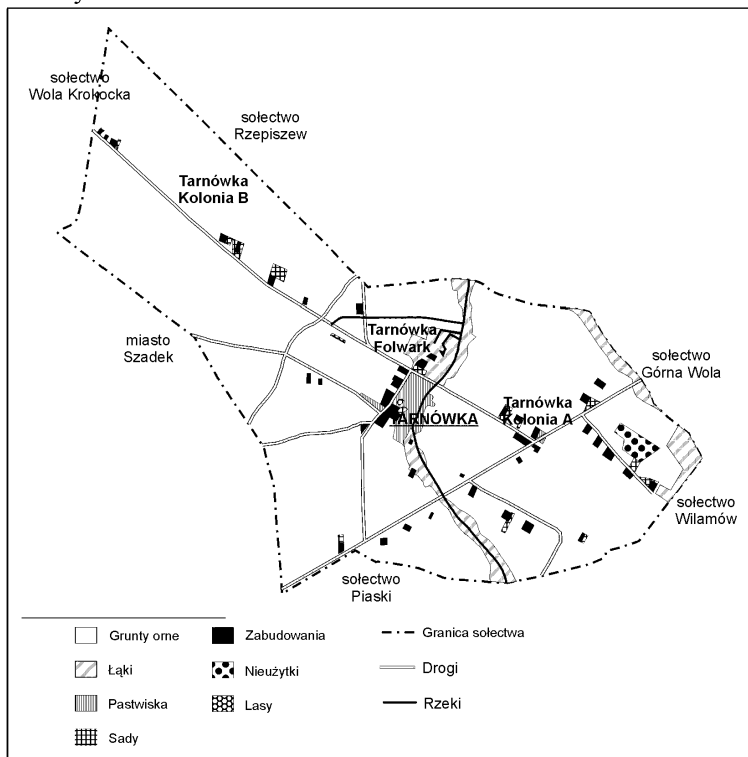 sołectwo
Wola Krokocka
sołectwo
Rzepiszew
Tarnówka
Kolonia B
miasto
Szadek
Tarnówka
Folwark
sołectwo
Górna Wola
Tarnówka
Kolonia A
TARNÓWKA
sołectwo
Wilamów
sołectwo
Piaski
Grunty orne
Zabudowania
Granica sołectwa
Łąki
Nieużytki
Drogi
Pastwiska
Lasy
Rzeki
Sady